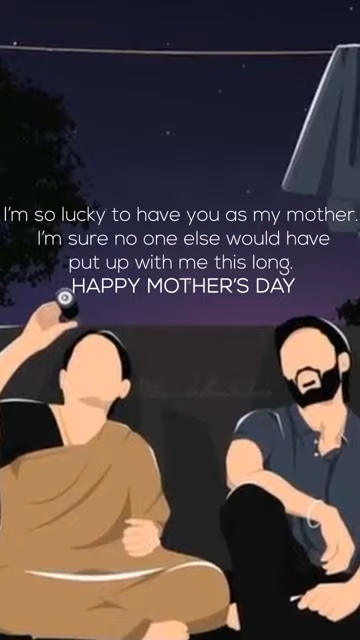 I'm so lucky to have you as my mother.
I'm sure no one else would have
put up with me this long.
HAPPY MOTHER'S DAY